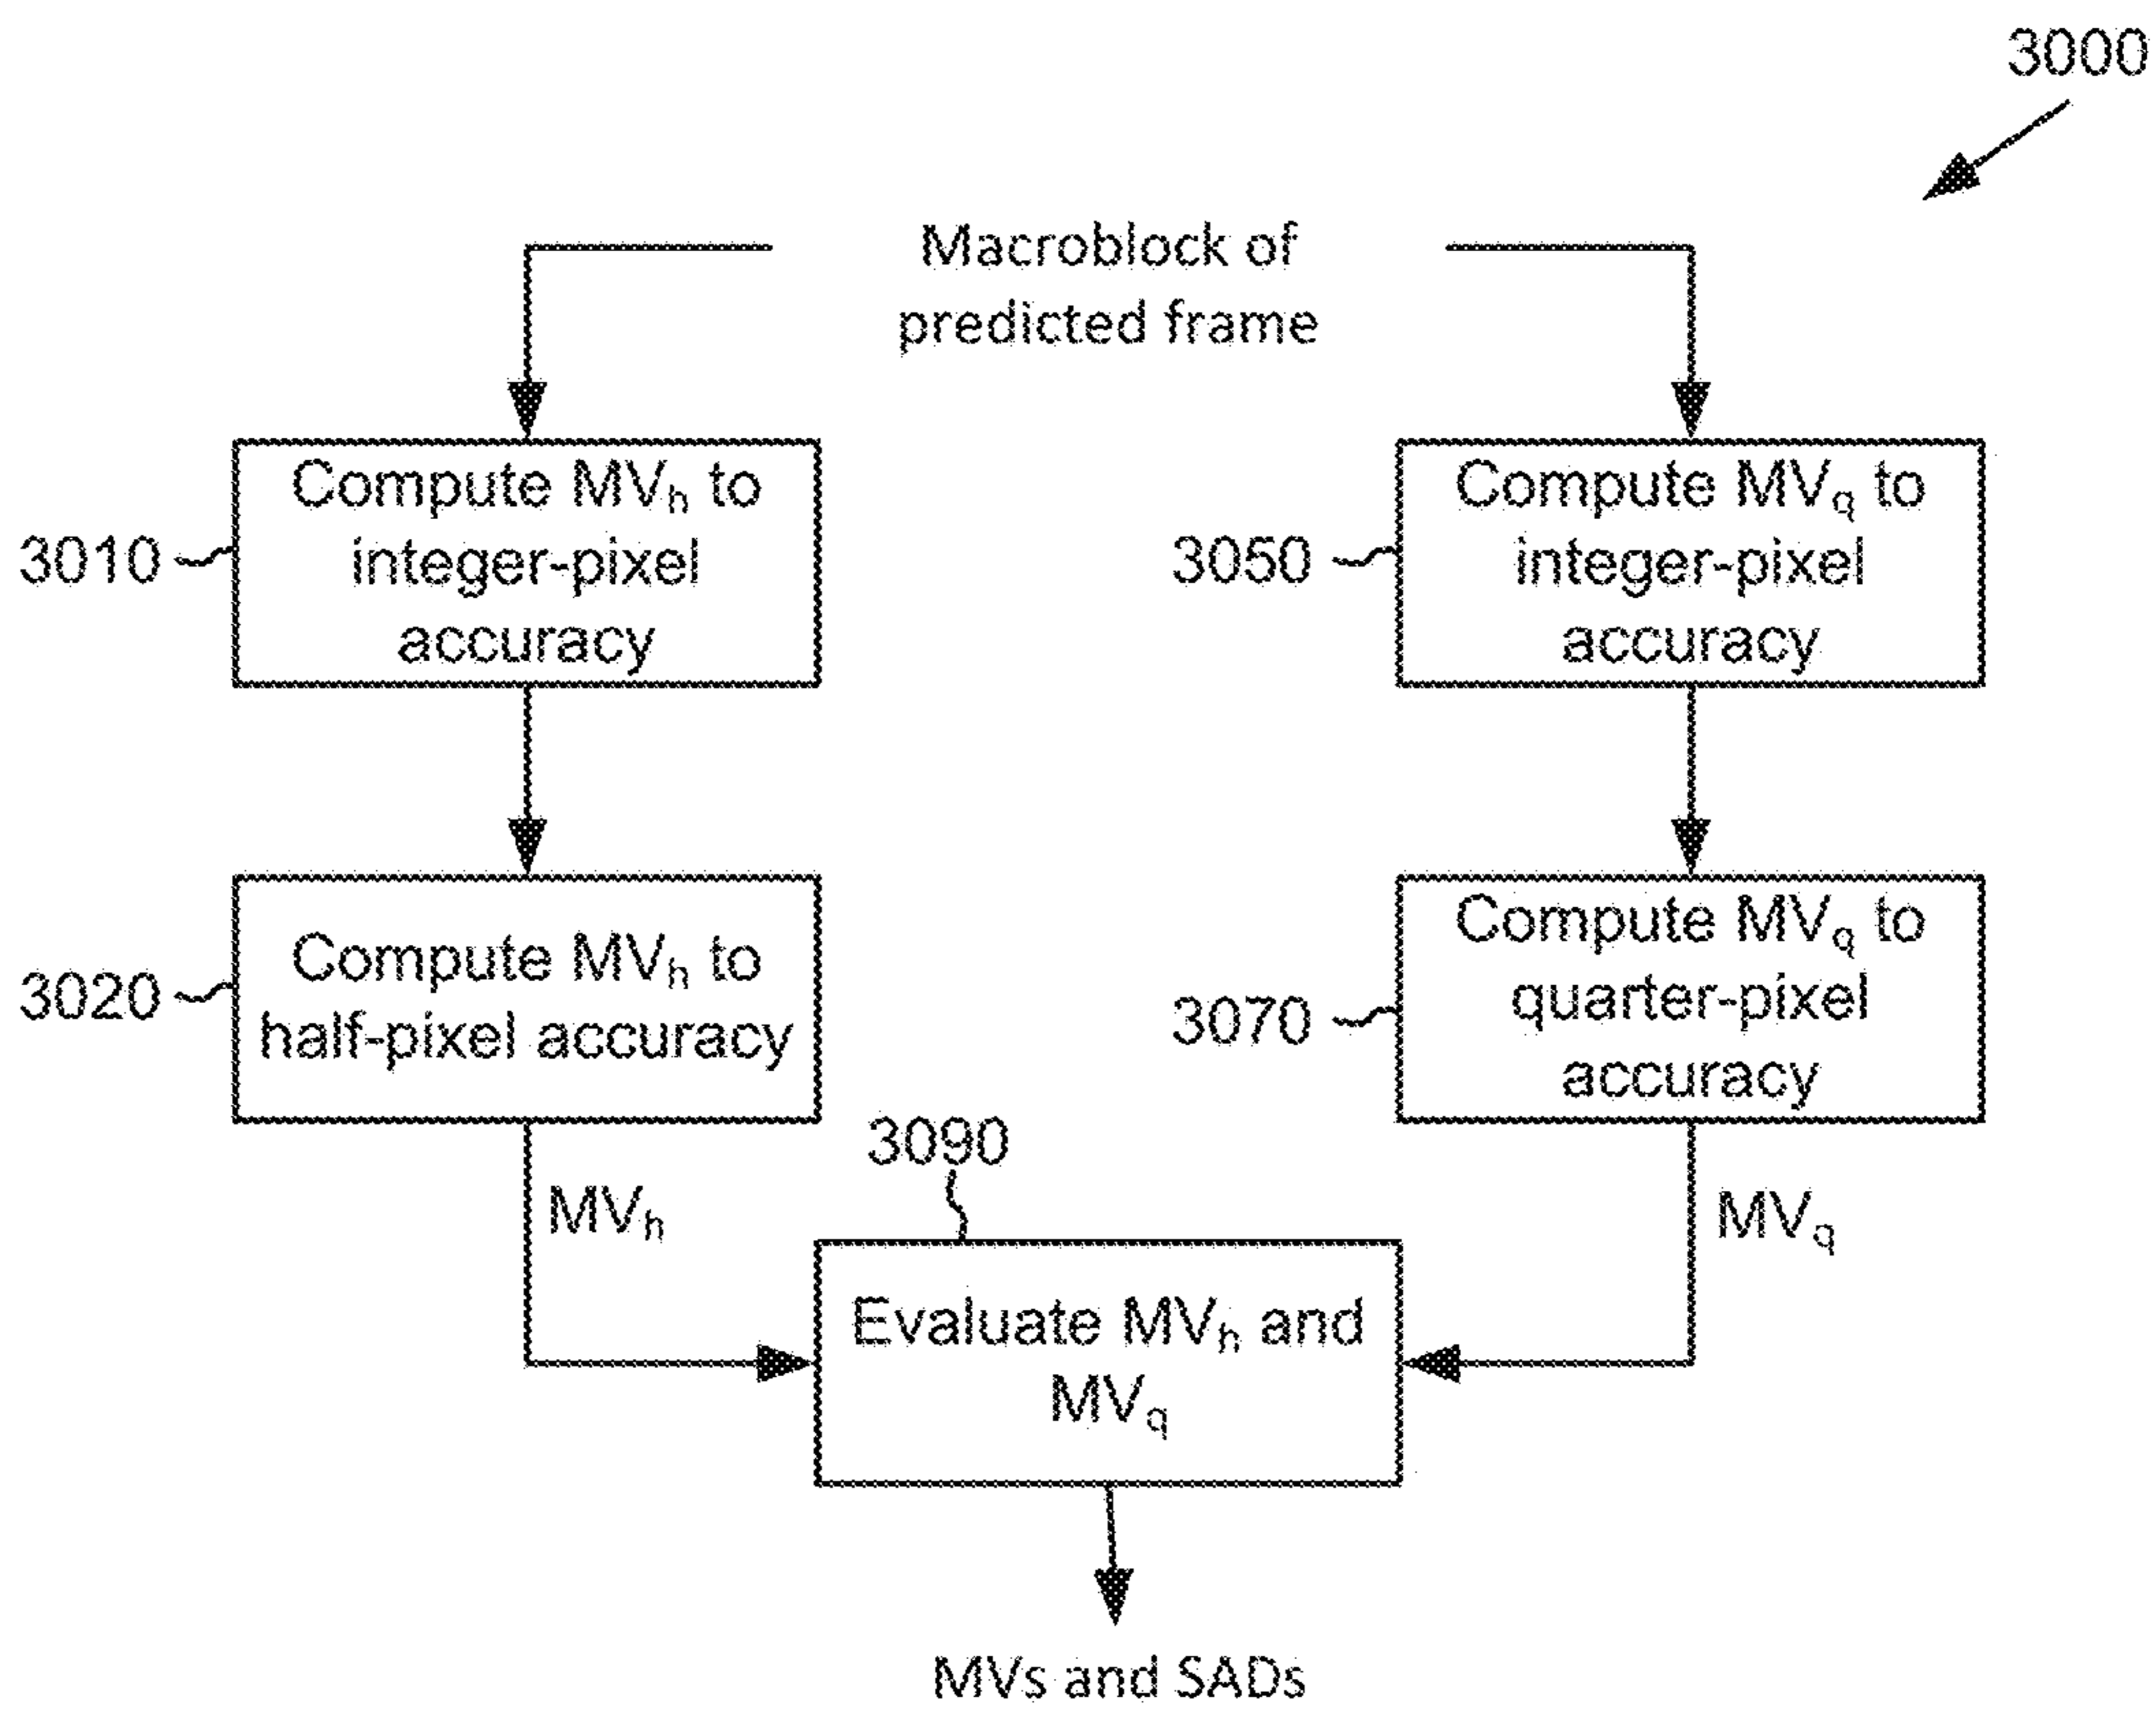 3000
Macroblock of
predicted frame
Compute MVh to
integer-pixel
accuracy
3010
Compute MVq to
integer-pixel
accuracy
3050
Compute MVh to
half-pixel accuracy
3020
Compute MVq to
quarter-pixel
accuracy
3070
3090
MVh
MVq
Evaluate MVh and
MVq
MVs and SADs